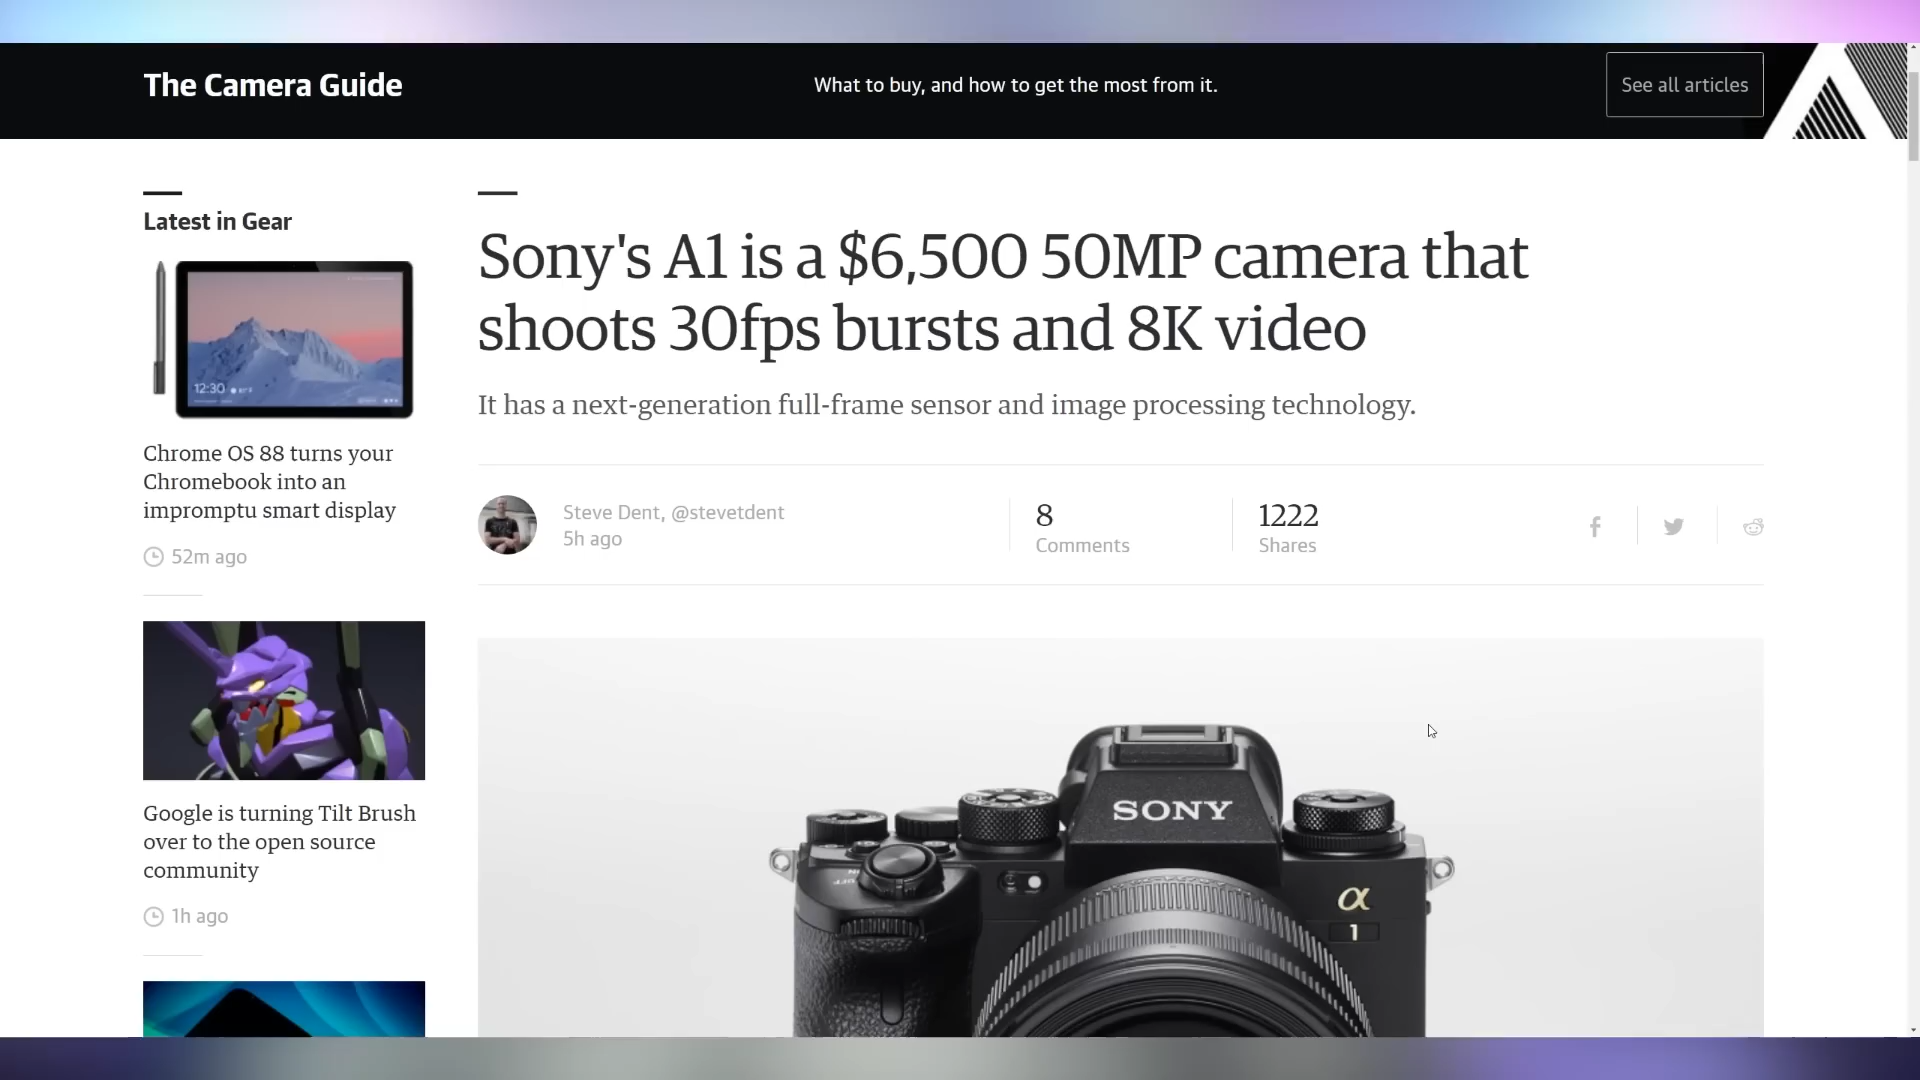 The Camera Guide
What to buy, and how to get the most from it.
See all articles
Latest in Gear
12:30
Chrome OS 88 turns your
Chromebook into an
impromptu smart display
52m ago
Google is turning Tilt Brush
over to the open source
community
1h ago
Sony's A1 is a $6,500 50MP camera that
shoots 30fps bursts and 8K video
It has a next-generation full-frame sensor and image processing technology.
Steve Dent, @stevetdent
5h ago
8
Comments
1222
Shares
SONY
α
1